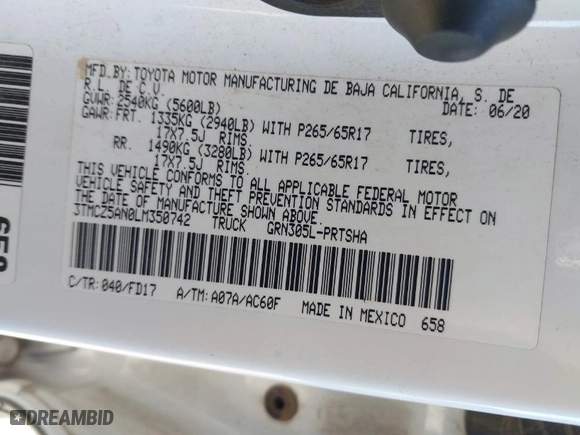 MFD. BY: TOYOTA MOTOR MANUFACTURING DE BAJA CALIFORNIA, S. DE
R.L. DE C.V. DATE: 06/20
GVWR: 2540KG (5600LB)
GAWR: FRT. 1335KG (2940LB) WITH P265/65R17 TIRES,
17X7.5J RIMS.
RR. 1490KG (3280LB) WITH P265/65R17 TIRES,
17X7.5J RIMS.
THIS VEHICLE CONFORMS TO ALL APPLICABLE FEDERAL MOTOR
VEHICLE SAFETY AND THEFT PREVENTION STANDARDS IN EFFECT ON
THE DATE OF MANUFACTURE SHOWN ABOVE.
3TMCZ5AN0LM350742 TRUCK GRN305L-PRTSHA
C/TR: 040/FD17 A/TM: A07A/AC60F MADE IN MEXICO 658
658
DREAMBID